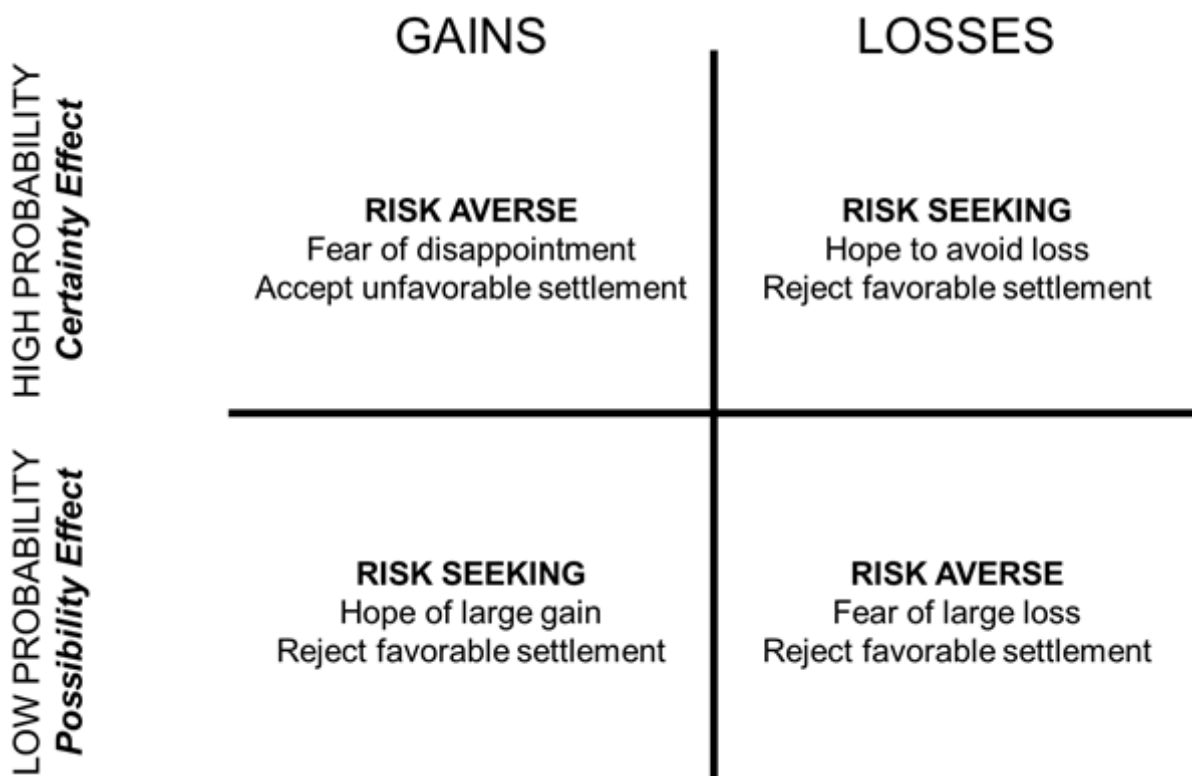 GAINS
LOSSES
HIGH PROBABILITY
Certainty Effect
RISK AVERSE
Fear of disappointment
Accept unfavorable settlement
RISK SEEKING
Hope to avoid loss
Reject favorable settlement
LOW PROBABILITY
Possibility Effect
RISK SEEKING
Hope of large gain
Reject favorable settlement
RISK AVERSE
Fear of large loss
Reject favorable settlement